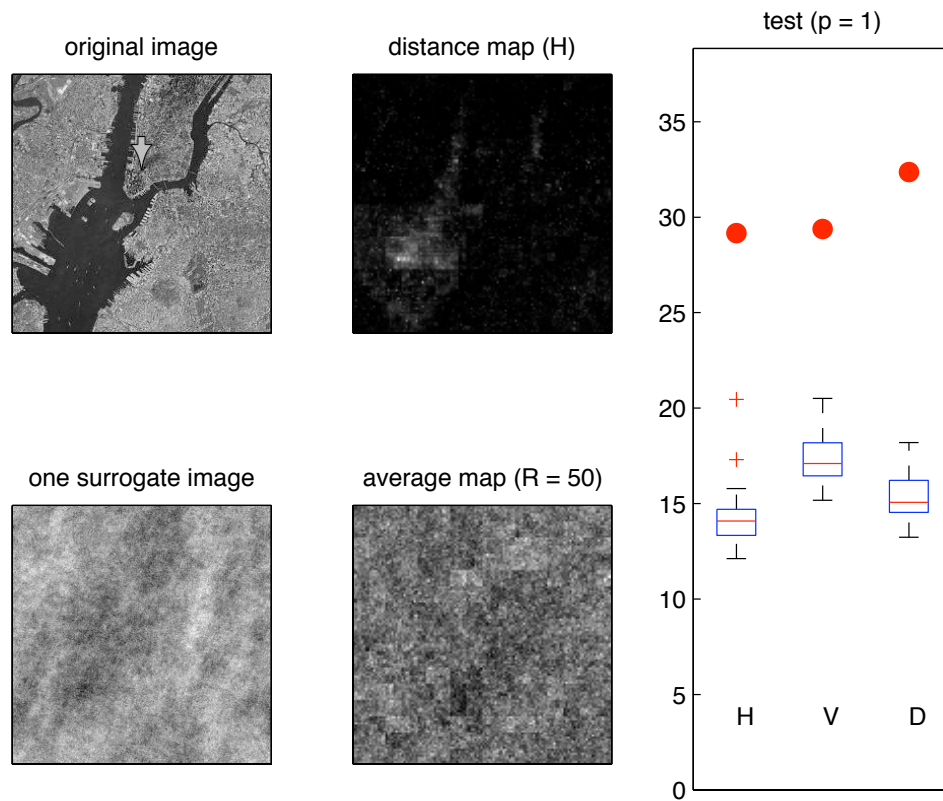 original image
distance map (H)
test (p = 1)
35
30
25
20
15
10
5
0
H V D
one surrogate image
average map (R = 50)